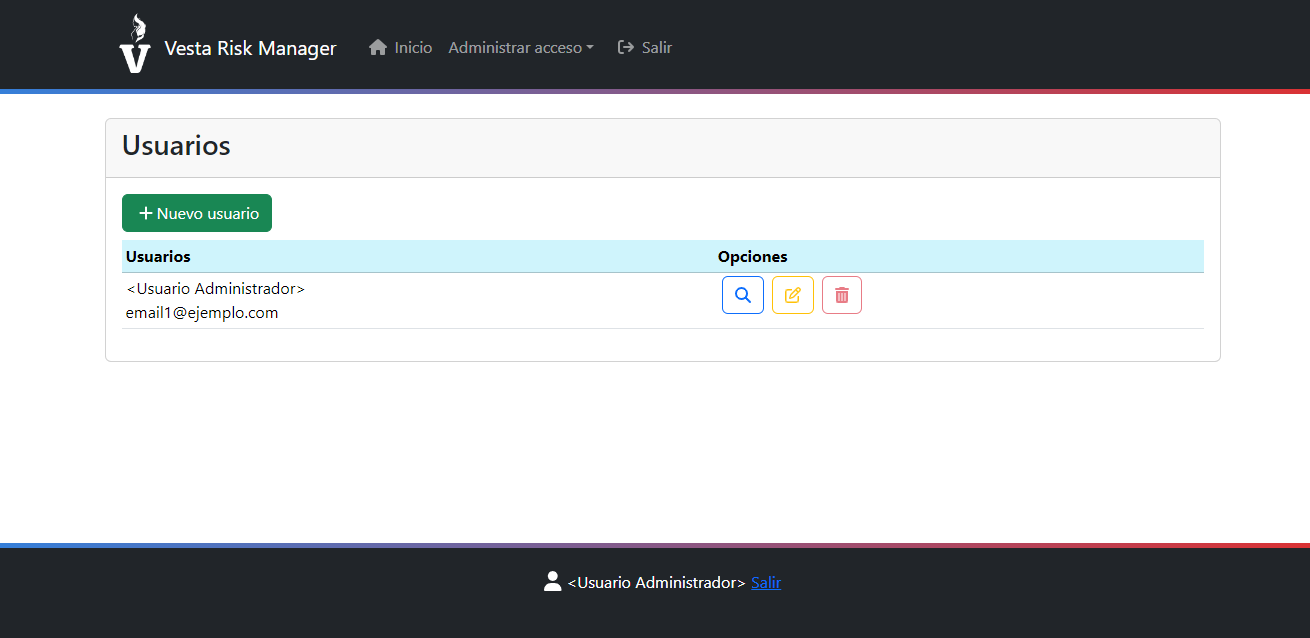 V Vesta Risk Manager Inicio Administrar acceso Salir
Usuarios
Nuevo usuario
Usuarios Opciones
<Usuario Administrador>
email1@ejemplo.com
<Usuario Administrador> Salir